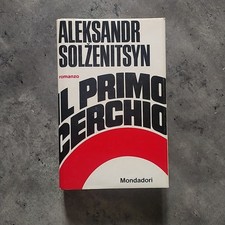 ALEKSANDR
SOLŽENITSYN
romanzo
IL PRIMO
CERCHIO
Mondadori